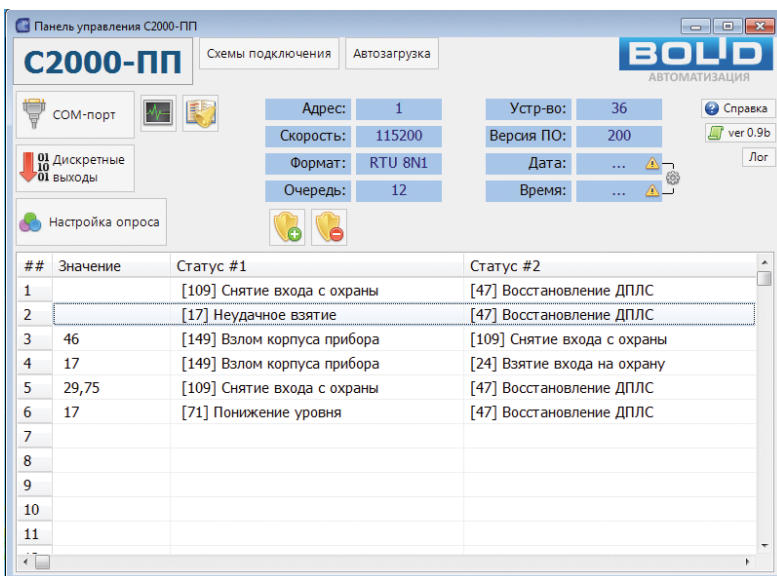 Панель управления С2000-ПП
С2000-ПП
Схемы подключения
Автозагрузка
BOLID
АВТОМАТИЗАЦИЯ
COM-порт
Адрес: 1
Устр-во: 36
Справка
Скорость: 115200
Версия ПО: 200
ver 0.9b
01 10 01 Дискретные выходы
Формат: RTU 8N1
Дата: ...
Лог
Очередь: 12
Время: ...
Настройка опроса
## Значение Статус #1 Статус #2
1 [109] Снятие входа с охраны [47] Восстановление ДПЛС
2 [17] Неудачное взятие [47] Восстановление ДПЛС
3 46 [149] Взлом корпуса прибора [109] Снятие входа с охраны
4 17 [149] Взлом корпуса прибора [24] Взятие входа на охрану
5 29,75 [109] Снятие входа с охраны [47] Восстановление ДПЛС
6 17 [71] Понижение уровня [47] Восстановление ДПЛС
7
8
9
10
11